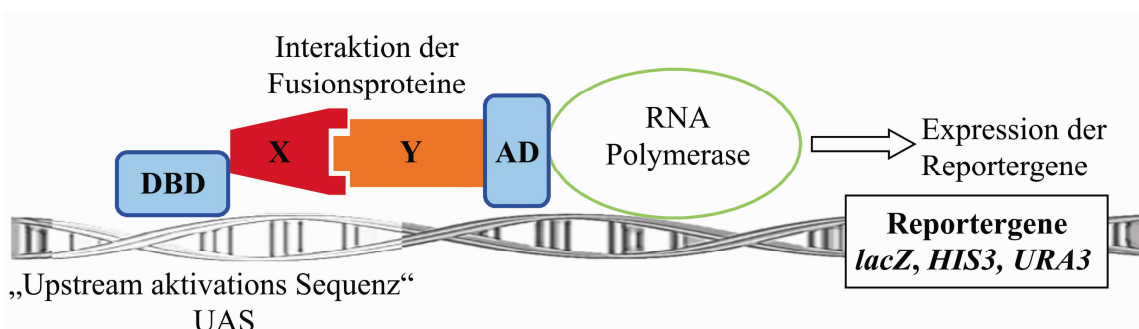 Interaktion der
Fusionsproteine
DBD
X
Y
AD
RNA
Polymerase
Expression der
Reportergene
Reportergene
lacZ, HIS3, URA3
„Upstream aktivations Sequenz“
UAS